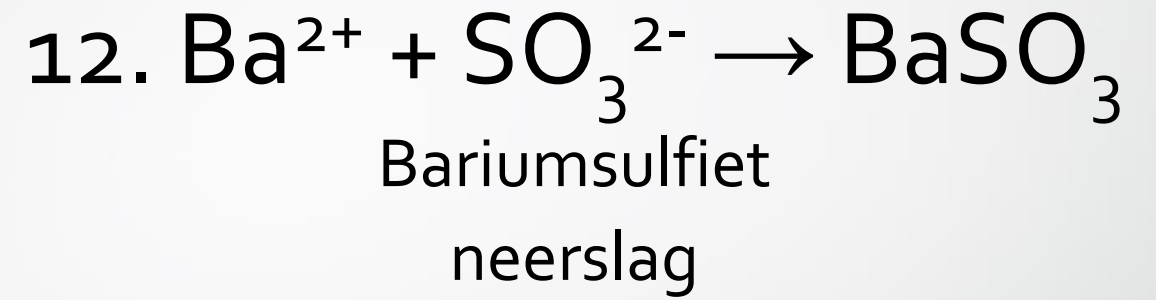 12. Ba²⁺ + SO₃²⁻ → BaSO₃
Bariumsulfiet
neerslag